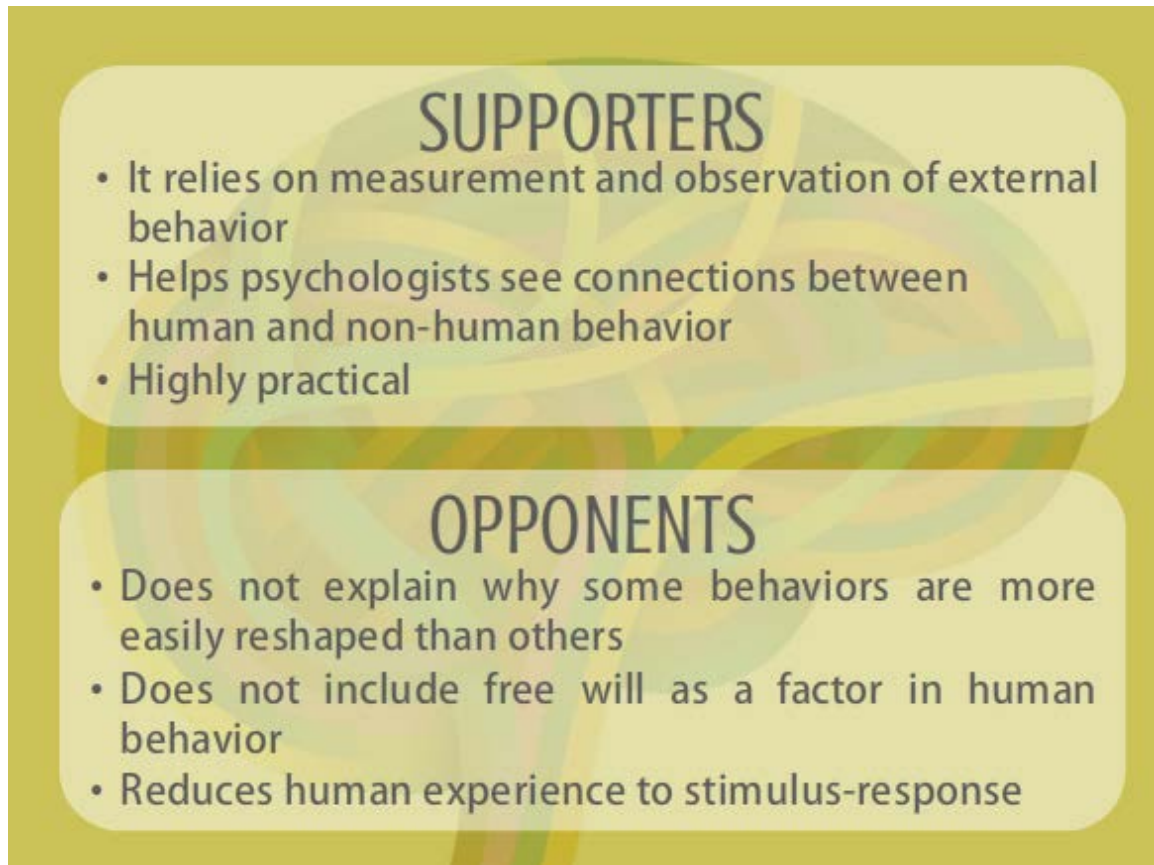 SUPPORTERS
• It relies on measurement and observation of external
behavior
• Helps psychologists see connections between
human and non-human behavior
• Highly practical
OPPONENTS
• Does not explain why some behaviors are more
easily reshaped than others
• Does not include free will as a factor in human
behavior
• Reduces human experience to stimulus-response